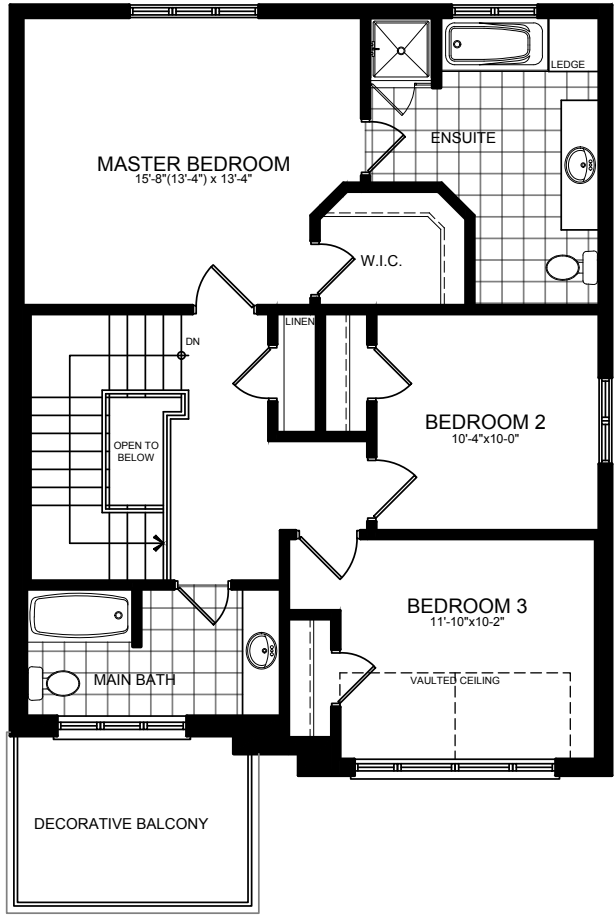 LEDGE
ENSUITE
MASTER BEDROOM
15'-8"(13'-4") x 13'-4"
W.I.C.
LINEN
DN
BEDROOM 2
10'-4"x10-0"
OPEN TO
BELOW
BEDROOM 3
11'-10"x10-2"
MAIN BATH
VAULTED CEILING
DECORATIVE BALCONY